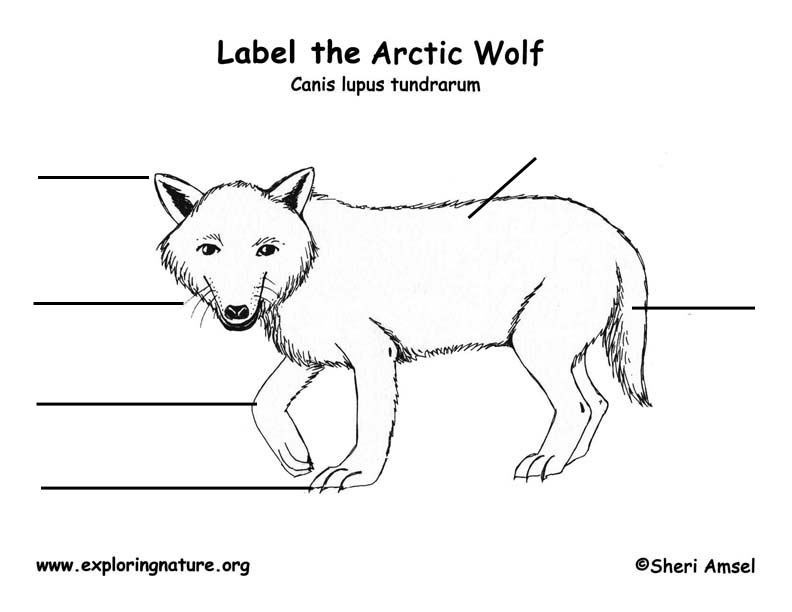 Label the Arctic Wolf
Canis lupus tundrarum
www.exploringnature.org
©Sheri Amsel